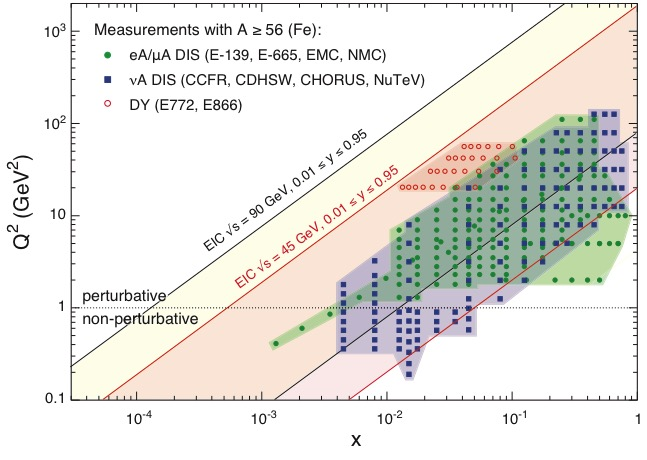 Measurements with A ≥ 56 (Fe)
eA/μA DIS (E-139, E-665, EMC, NMC)
νA DIS (CCFR, CDHSW, CHORUS, NuTeV)
DY (E772, E866)
EIC √s = 90 GeV, 0.01 ≤ y ≤ 0.95
EIC √s = 45 GeV, 0.01 ≤ y ≤ 0.95
perturbative
non-perturbative
Q² (GeV²)
10³
10²
10
1
0.1
10⁻⁴
10⁻³
10⁻²
10⁻¹
1
x